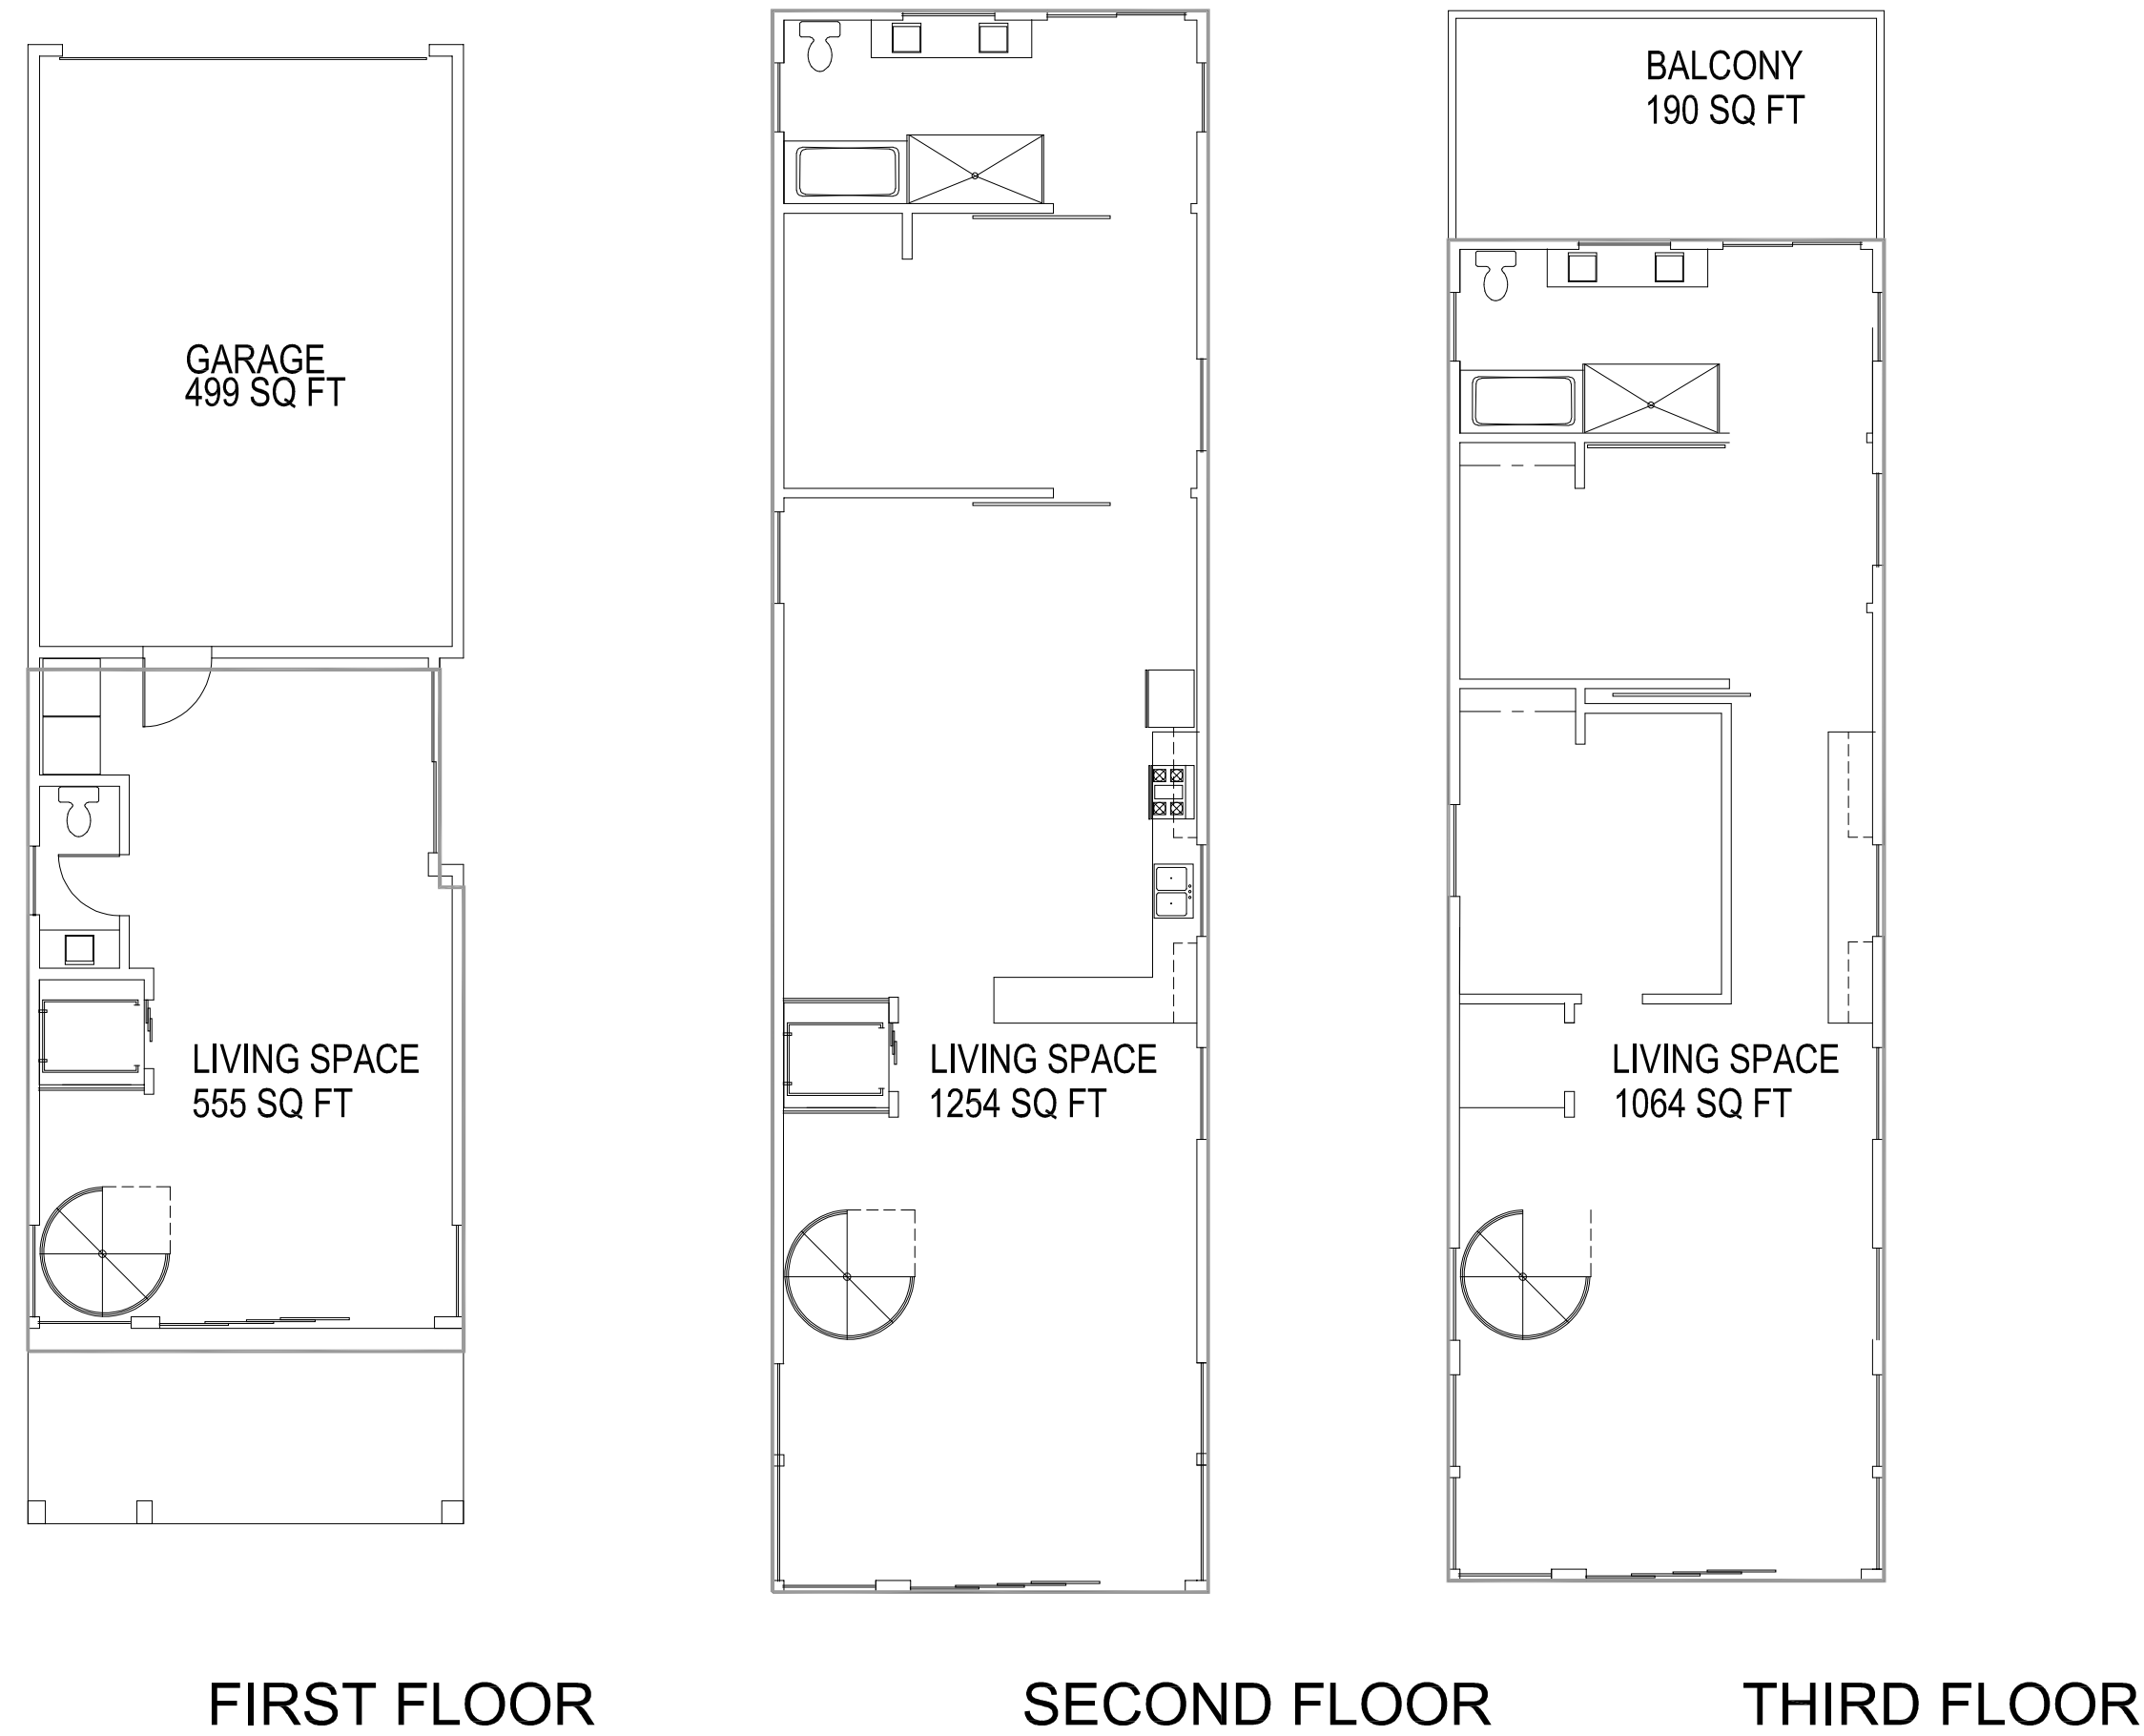 BALCONY
190 SQ FT
GARAGE
499 SQ FT
LIVING SPACE
555 SQ FT
LIVING SPACE
1254 SQ FT
LIVING SPACE
1064 SQ FT
FIRST FLOOR
SECOND FLOOR
THIRD FLOOR